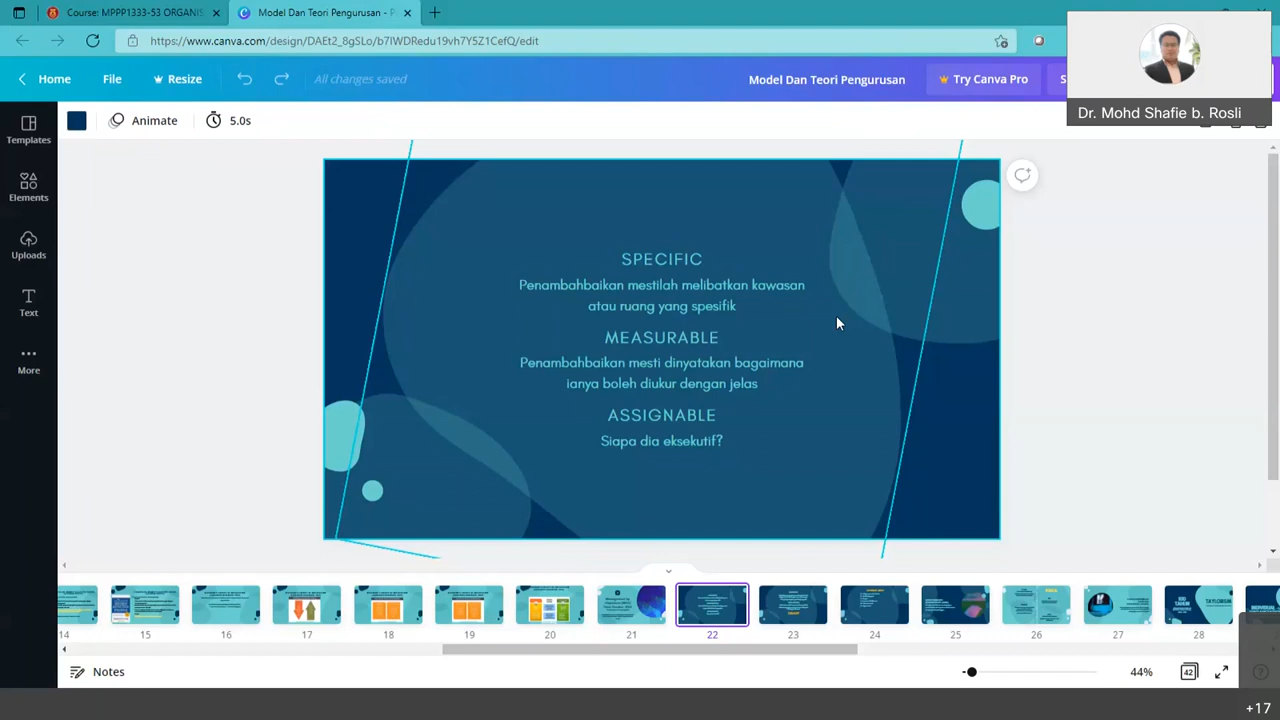 Course: MPPP1333-53 ORGANIS
Model Dan Teori Pengurusan - P
https://www.canva.com/design/DAEt2_8gSLo/b7IWDRedu19vh7Y5Z1CefQ/edit
Home
File
Resize
All changes saved
Model Dan Teori Pengurusan
Try Canva Pro
S
Dr. Mohd Shafie b. Rosli
Animate
5.0s
Templates
Elements
Uploads
Text
More
SPECIFIC
Penambahbaikan mestilah melibatkan kawasan
atau ruang yang spesifik
MEASURABLE
Penambahbaikan mesti dinyatakan bagaimana
ianya boleh diukur dengan jelas
ASSIGNABLE
Siapa dia eksekutif?
TAYLORISM
14 15 16 17 18 19 20 21 22 23 24 25 26 27 28
Notes
44%
42
+17